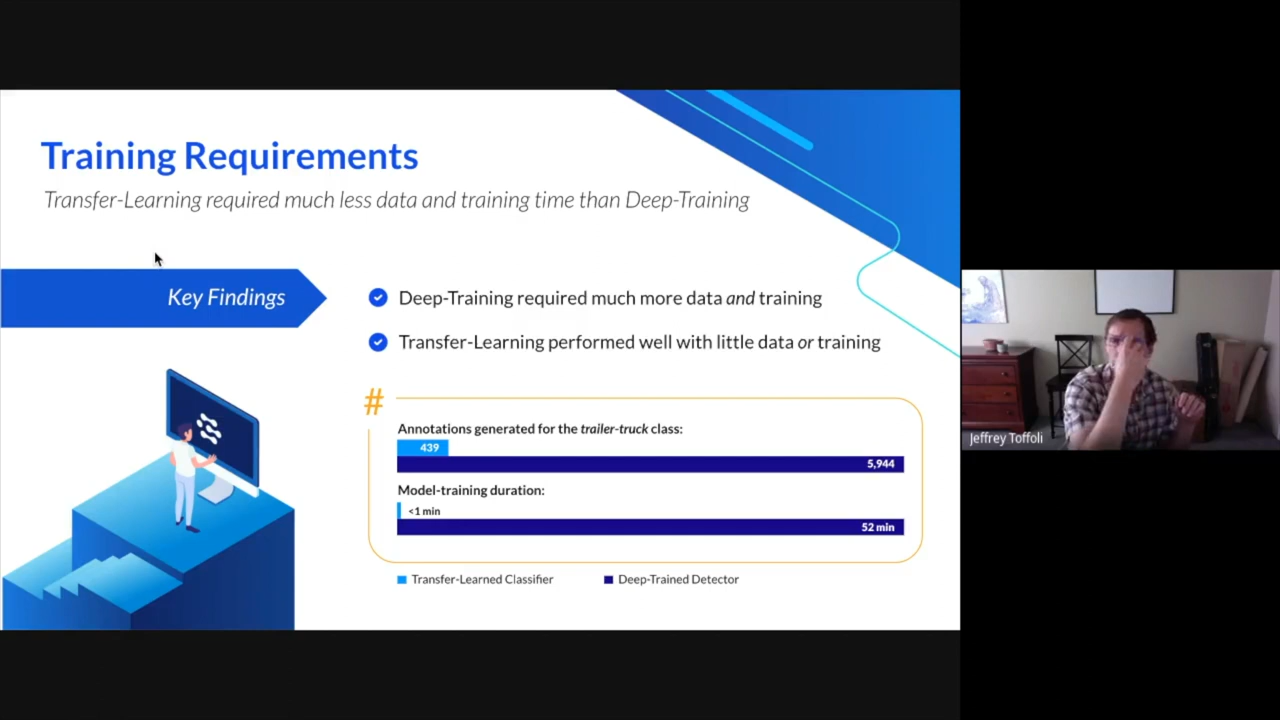 Training Requirements
Transfer-Learning required much less data and training time than Deep-Training
Key Findings
Deep-Training required much more data and training
Transfer-Learning performed well with little data or training
#
Annotations generated for the trailer-truck class:
439
5,944
Model-training duration:
<1 min
52 min
Transfer-Learned Classifier
Deep-Trained Detector
Jeffrey Toffoli